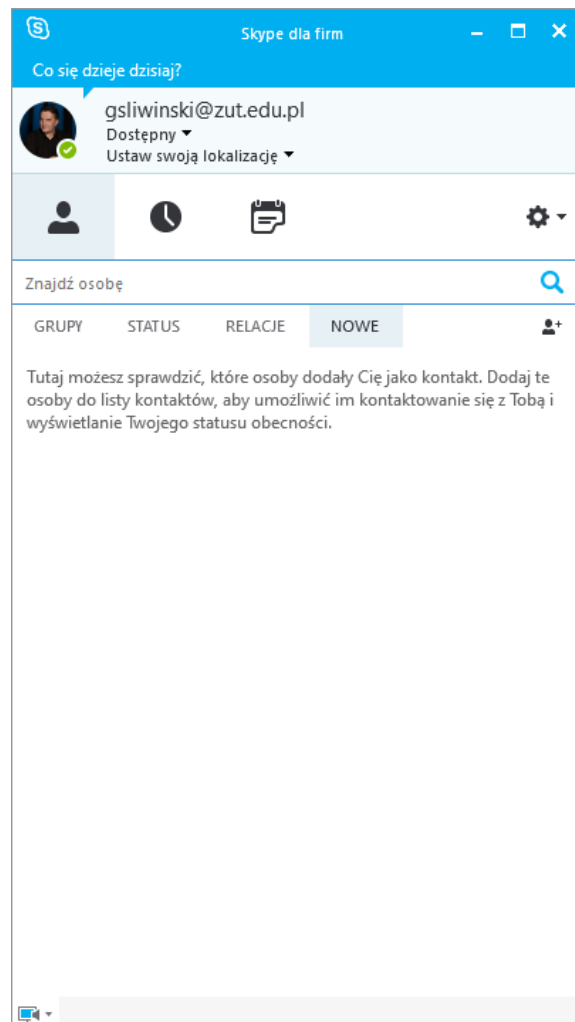 Skype dla firm
Co się dzieje dzisiaj?
gsliwinski@zut.edu.pl
Dostępny
Ustaw swoją lokalizację
Znajdź osobę
GRUPY STATUS RELACJE NOWE
Tutaj możesz sprawdzić, które osoby dodały Cię jako kontakt. Dodaj te
osoby do listy kontaktów, aby umożliwić im kontaktowanie się z Tobą i
wyświetlanie Twojego statusu obecności.